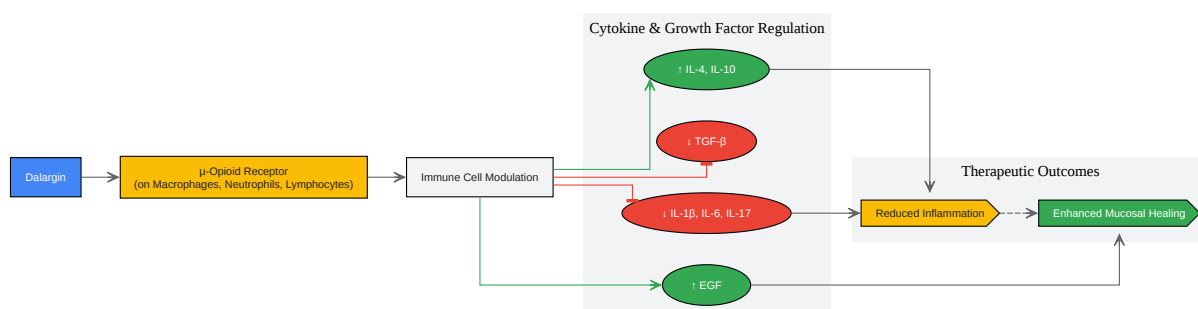 Cytokine & Growth Factor Regulation
↑ IL-4, IL-10
↓ TGF-β
Dalargin
μ-Opioid Receptor
(on Macrophages, Neutrophils, Lymphocytes)
Immune Cell Modulation
↓ IL-1β, IL-6, IL-17
↑ EGF
Therapeutic Outcomes
Reduced Inflammation
Enhanced Mucosal Healing